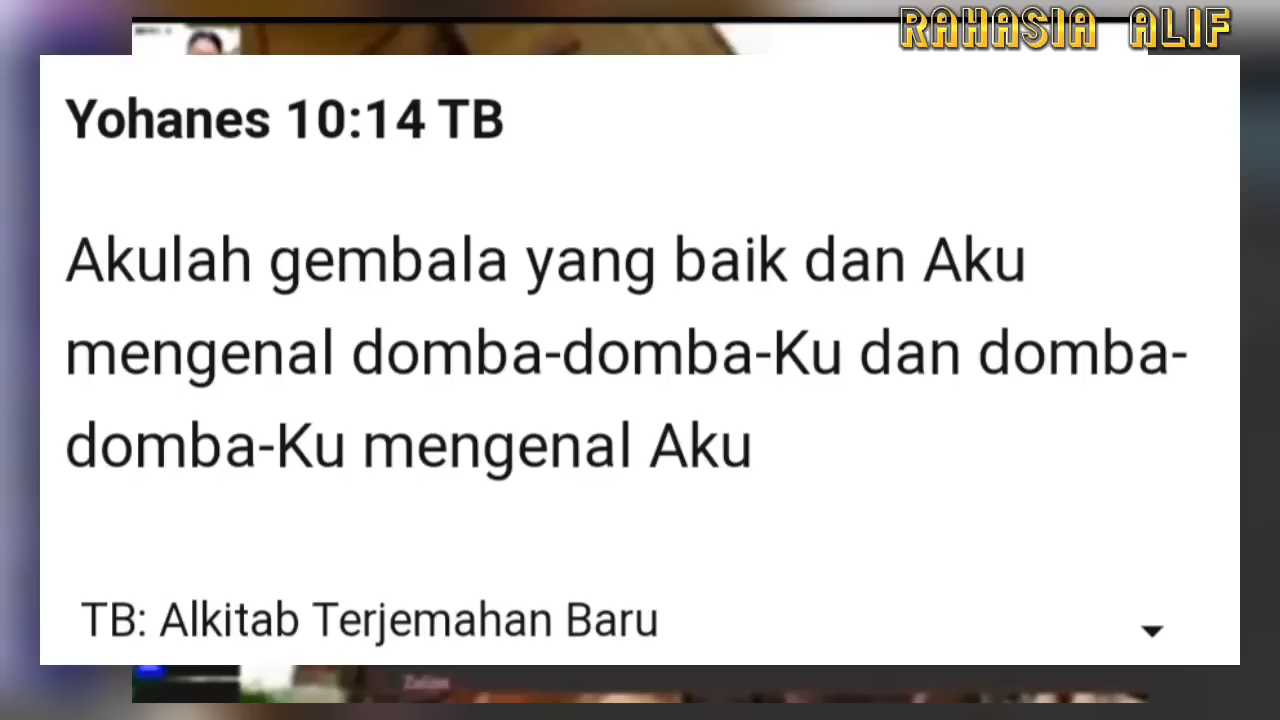 RAHASIA ALIF
Yohanes 10:14 TB
Akulah gembala yang baik dan Aku
mengenal domba-domba-Ku dan domba-
domba-Ku mengenal Aku
TB: Alkitab Terjemahan Baru